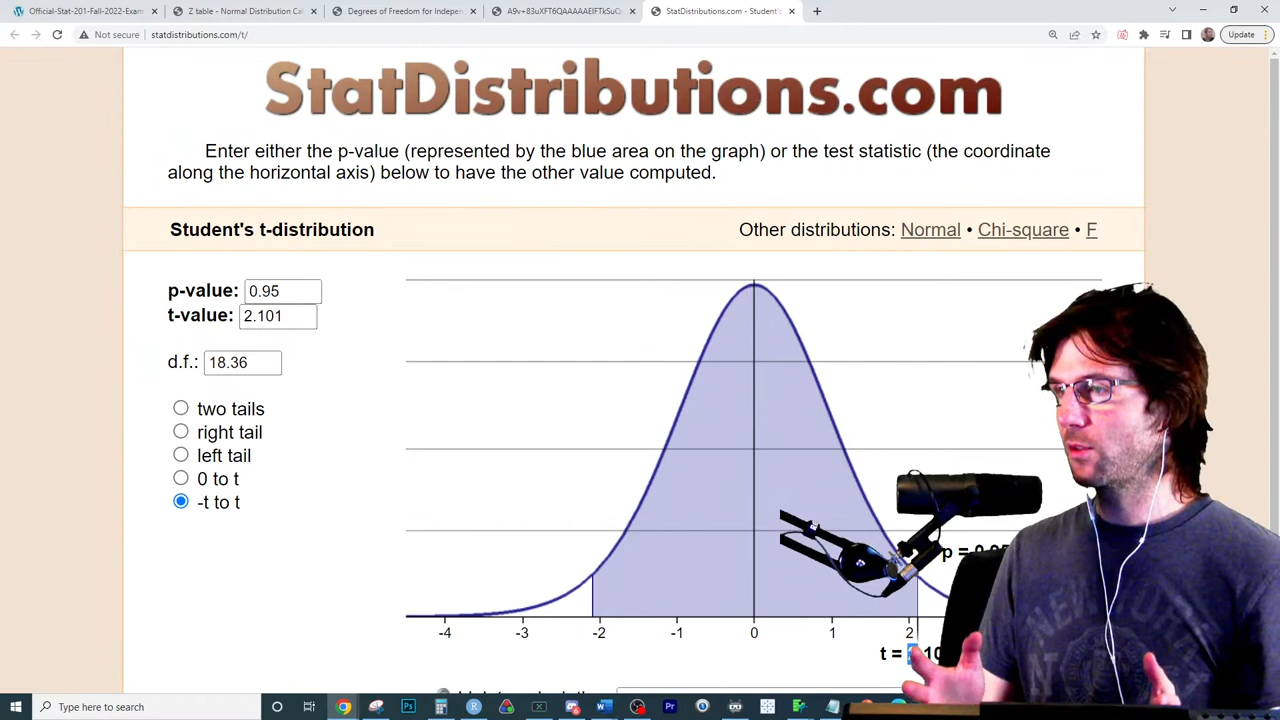 Official-Stat-201-Fall-2022-Exam
Z table - Normal Distribution Cal
Degrees of Freedom for Indepen
A9v+83uXFT6QAAAAAElFTkSuQ
StatDistributions.com - Student's
Not secure
statdistributions.com/t/
Update
StatDistributions.com
Enter either the p-value (represented by the blue area on the graph) or the test statistic (the coordinate
along the horizontal axis) below to have the other value computed.
Student's t-distribution
Other distributions: Normal • Chi-square • F
p-value: 0.95
t-value: 2.101
d.f.: 18.36
two tails
right tail
left tail
0 to t
-t to t
p =
-4 -3 -2 -1 0 1 2
t =
Type here to search